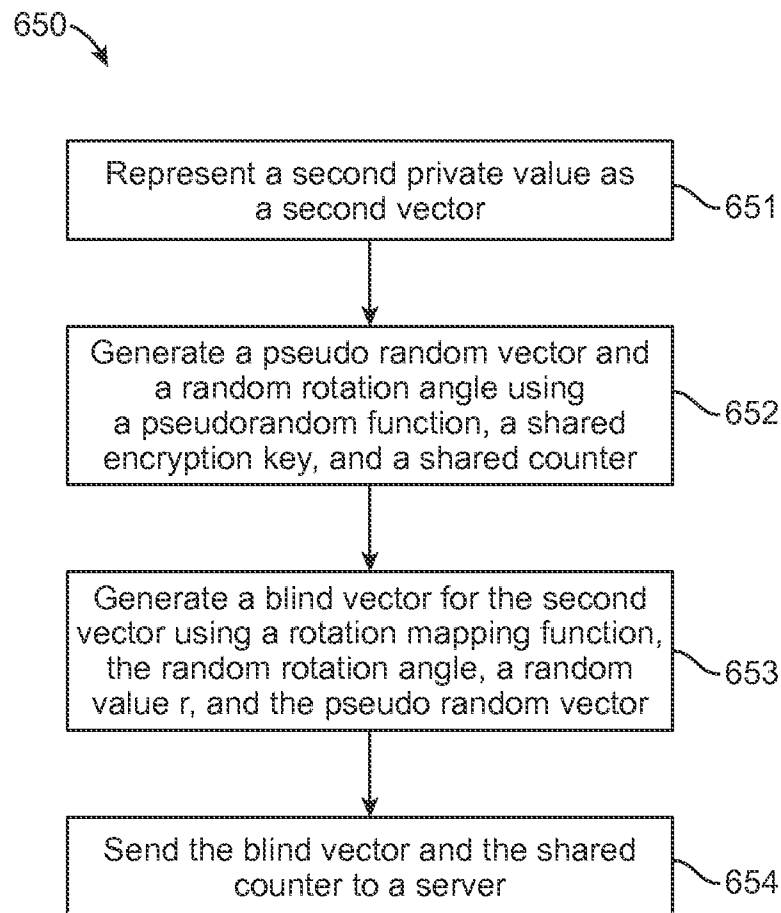 650
Represent a second private value as
a second vector
651
Generate a pseudo random vector and
a random rotation angle using
a pseudorandom function, a shared
encryption key, and a shared counter
652
Generate a blind vector for the second
vector using a rotation mapping function,
the random rotation angle, a random
value r, and the pseudo random vector
653
Send the blind vector and the shared
counter to a server
654